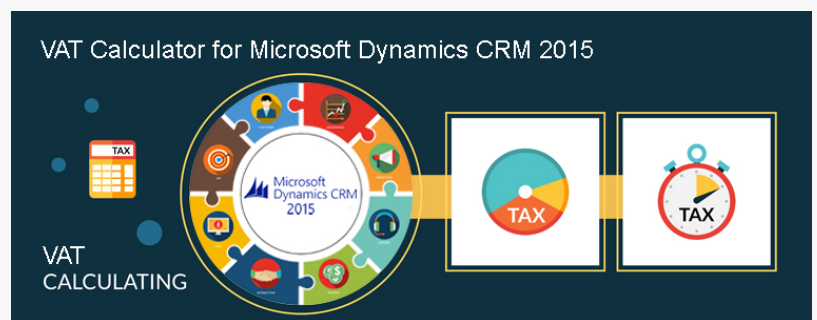 VAT Calculator for Microsoft Dynamics CRM 2015
TAX
Microsoft
Dynamics CRM
2015
TAX
TAX
VAT
CALCULATING